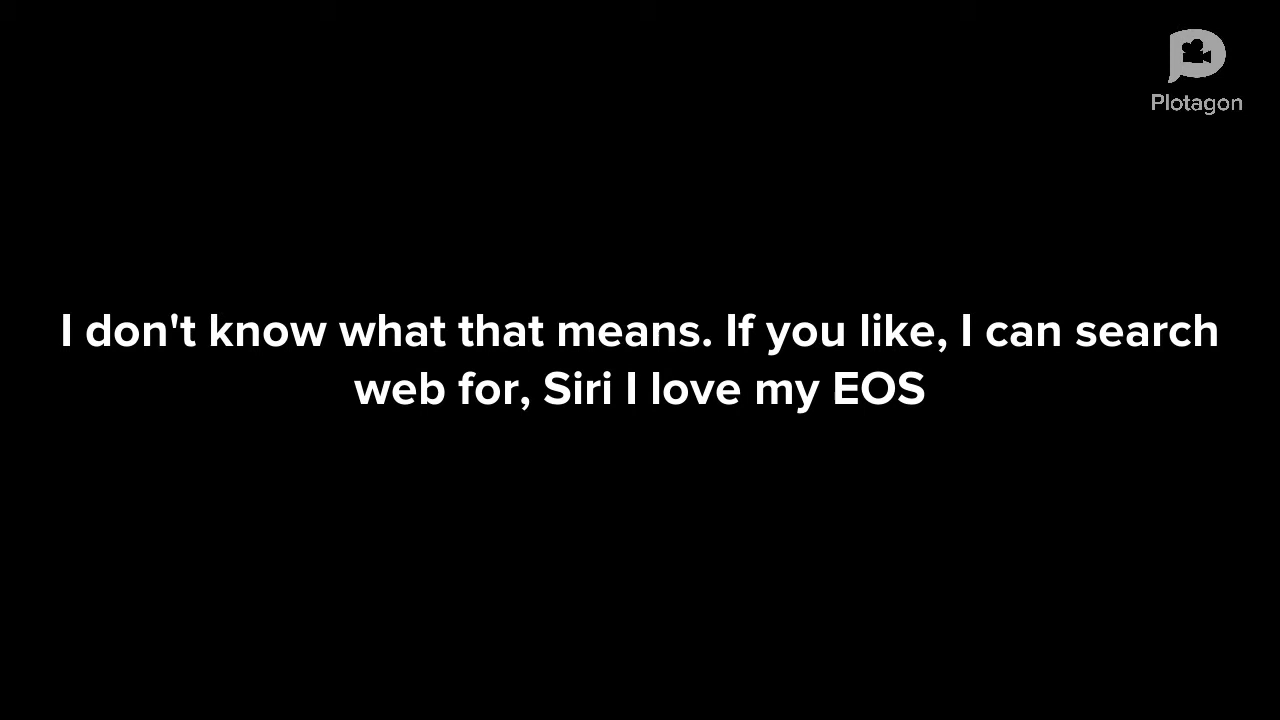 Plotagon
I don't know what that means. If you like, I can search
web for, Siri I love my EOS